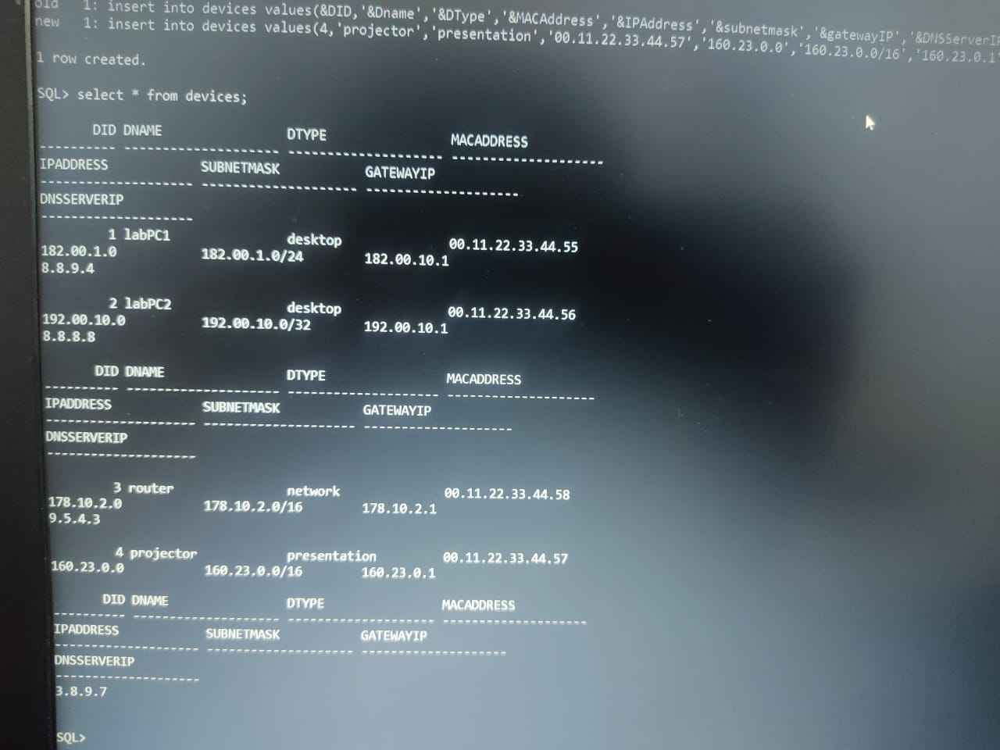 old 1: insert into devices values(&DID,'&Dname','&DType','&MACAddress','&IPAddress','&subnetmask','&gatewayIP','&DNSServerIP
new 1: insert into devices values(4,'projector','presentation','00.11.22.33.44.57','160.23.0.0','160.23.0.0/16','160.23.0.1'
1 row created.
SQL> select * from devices;
DID DNAME DTYPE MACADDRESS
---------- -------------------- -------------------- --------------------
IPADDRESS SUBNETMASK GATEWAYIP
-------------------- -------------------- --------------------
DNSSERVERIP
--------------------
1 labPC1 desktop 00.11.22.33.44.55
182.00.1.0 182.00.1.0/24 182.00.10.1
8.8.9.4
2 labPC2 desktop 00.11.22.33.44.56
192.00.10.0 192.00.10.0/32 192.00.10.1
8.8.8.8
DID DNAME DTYPE MACADDRESS
---------- -------------------- -------------------- --------------------
IPADDRESS SUBNETMASK GATEWAYIP
-------------------- -------------------- --------------------
DNSSERVERIP
--------------------
3 router network 00.11.22.33.44.58
178.10.2.0 178.10.2.0/16 178.10.2.1
9.5.4.3
4 projector presentation 00.11.22.33.44.57
160.23.0.0 160.23.0.0/16 160.23.0.1
DID DNAME DTYPE MACADDRESS
---------- -------------------- -------------------- --------------------
IPADDRESS SUBNETMASK GATEWAYIP
-------------------- -------------------- --------------------
DNSSERVERIP
--------------------
3.8.9.7
SQL>